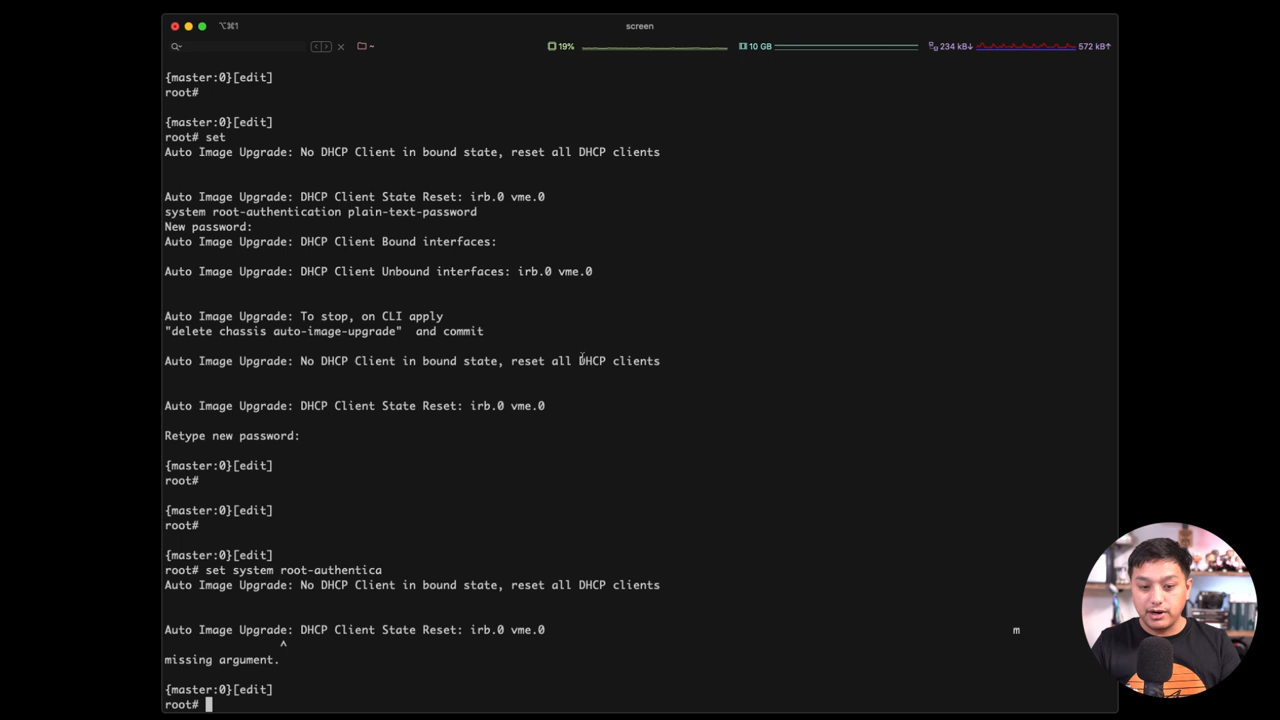 ⌥⌘1
screen
~
19%
10 GB
234 kB↓
572 kB↑
{master:0}[edit]
root#
{master:0}[edit]
root# set
Auto Image Upgrade: No DHCP Client in bound state, reset all DHCP clients
Auto Image Upgrade: DHCP Client State Reset: irb.0 vme.0
system root-authentication plain-text-password
New password:
Auto Image Upgrade: DHCP Client Bound interfaces:
Auto Image Upgrade: DHCP Client Unbound interfaces: irb.0 vme.0
Auto Image Upgrade: To stop, on CLI apply
"delete chassis auto-image-upgrade"  and commit
Auto Image Upgrade: No DHCP Client in bound state, reset all DHCP clients
Auto Image Upgrade: DHCP Client State Reset: irb.0 vme.0
Retype new password:
{master:0}[edit]
root#
{master:0}[edit]
root#
{master:0}[edit]
root# set system root-authentica
Auto Image Upgrade: No DHCP Client in bound state, reset all DHCP clients
Auto Image Upgrade: DHCP Client State Reset: irb.0 vme.0 m
^
missing argument.
{master:0}[edit]
root#